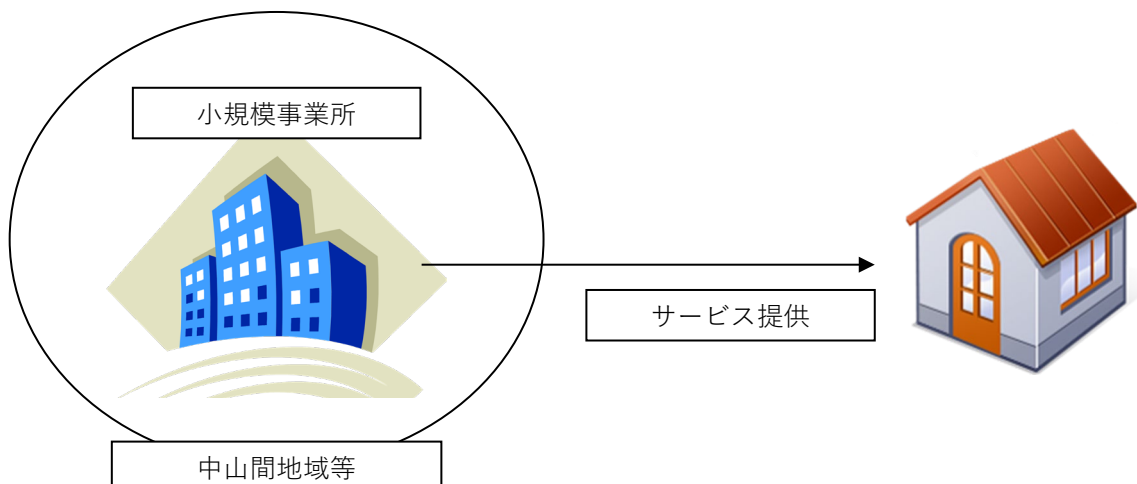 小規模事業所
サービス提供
中山間地域等